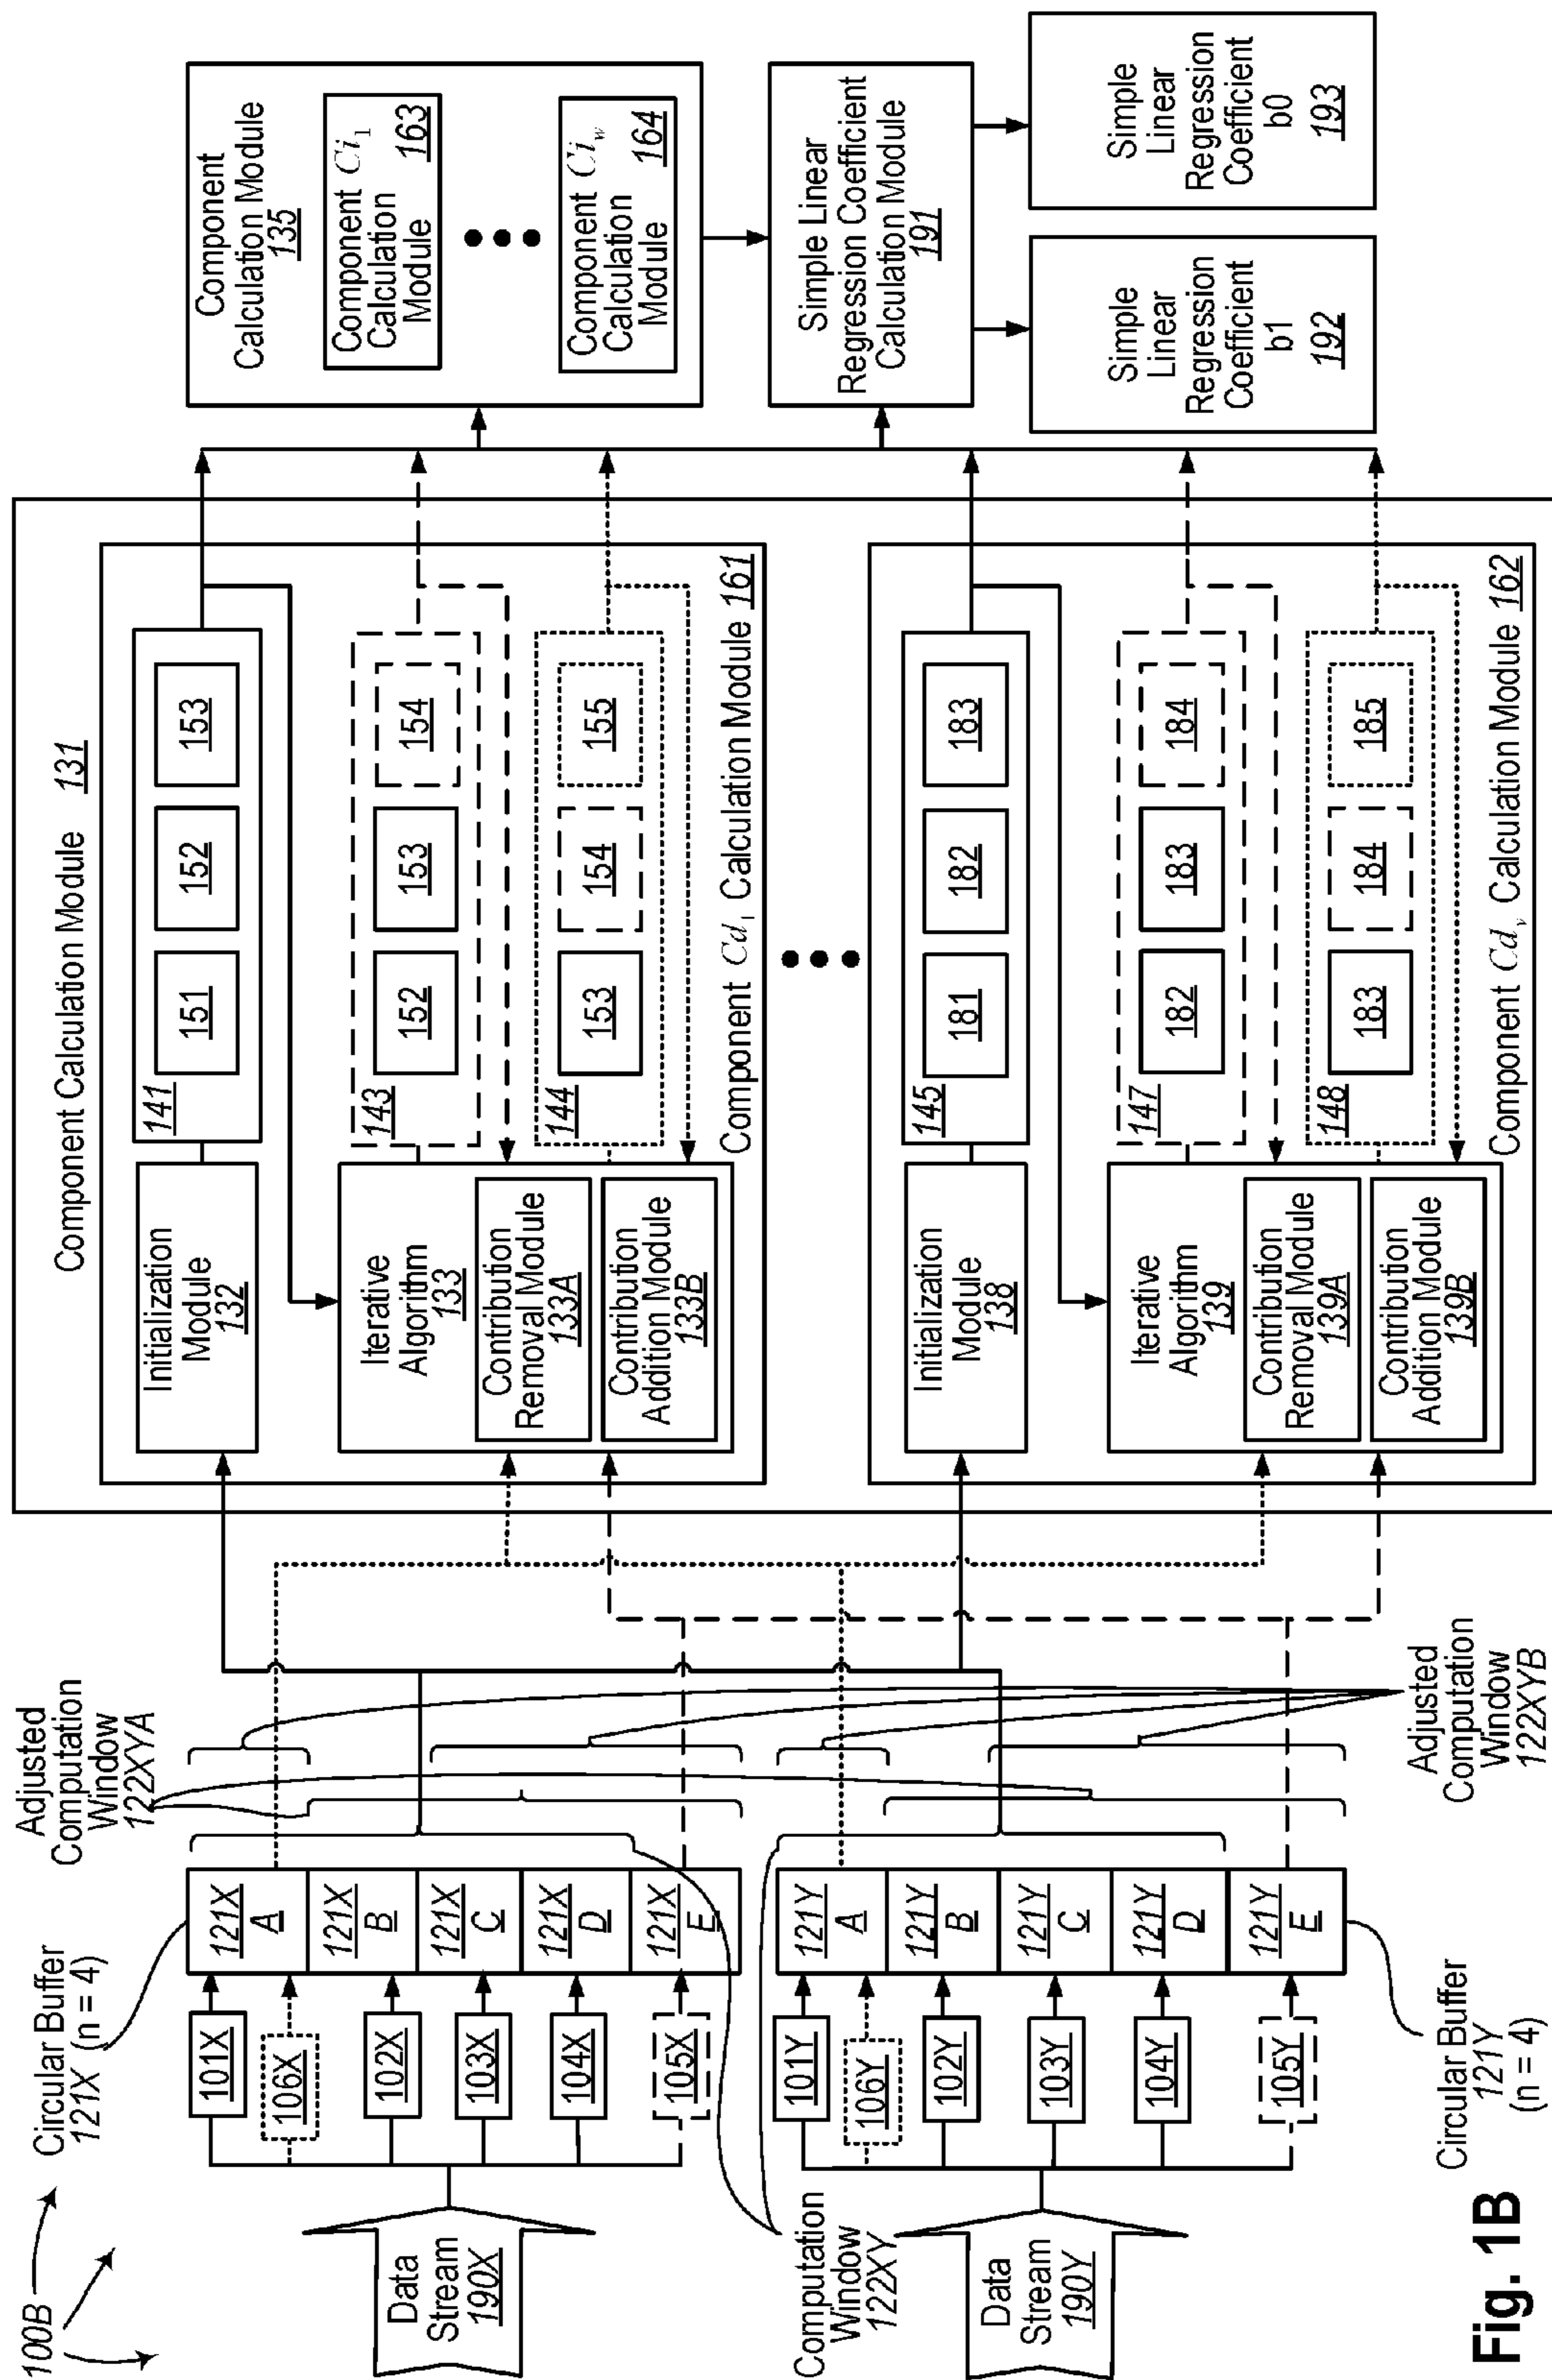 100B
Circular Buffer
121X (n = 4)
Adjusted
Computation
Window
122XYA
Data
Stream
190X
101X
106X
102X
103X
104X
105X
121X
A
121X
B
121X
C
121X
D
121X
E
Computation
Window
122XY
Data
Stream
190Y
101Y
106Y
102Y
103Y
104Y
105Y
121Y
A
121Y
B
121Y
C
121Y
D
121Y
E
Circular Buffer
121Y
(n = 4)
Adjusted
Computation
Window
122XYB
Component Calculation Module 131
Initialization
Module
132
141
151
152
153
Iterative
Algorithm
133
Contribution
Removal Module
133A
Contribution
Addition Module
133B
143
152
153
154
144
153
154
155
Component Cd1 Calculation Module 161
Initialization
Module
138
145
181
182
183
Iterative
Algorithm
139
Contribution
Removal Module
139A
Contribution
Addition Module
139B
147
182
183
184
148
183
184
185
Component Cdv Calculation Module 162
Component
Calculation Module
135
Component Ci1
Calculation
Module 163
Component Ciw
Calculation
Module 164
Simple Linear
Regression Coefficient
Calculation Module
191
Simple
Linear
Regression
Coefficient
b1
192
Simple
Linear
Regression
Coefficient
b0
193
Fig. 1B